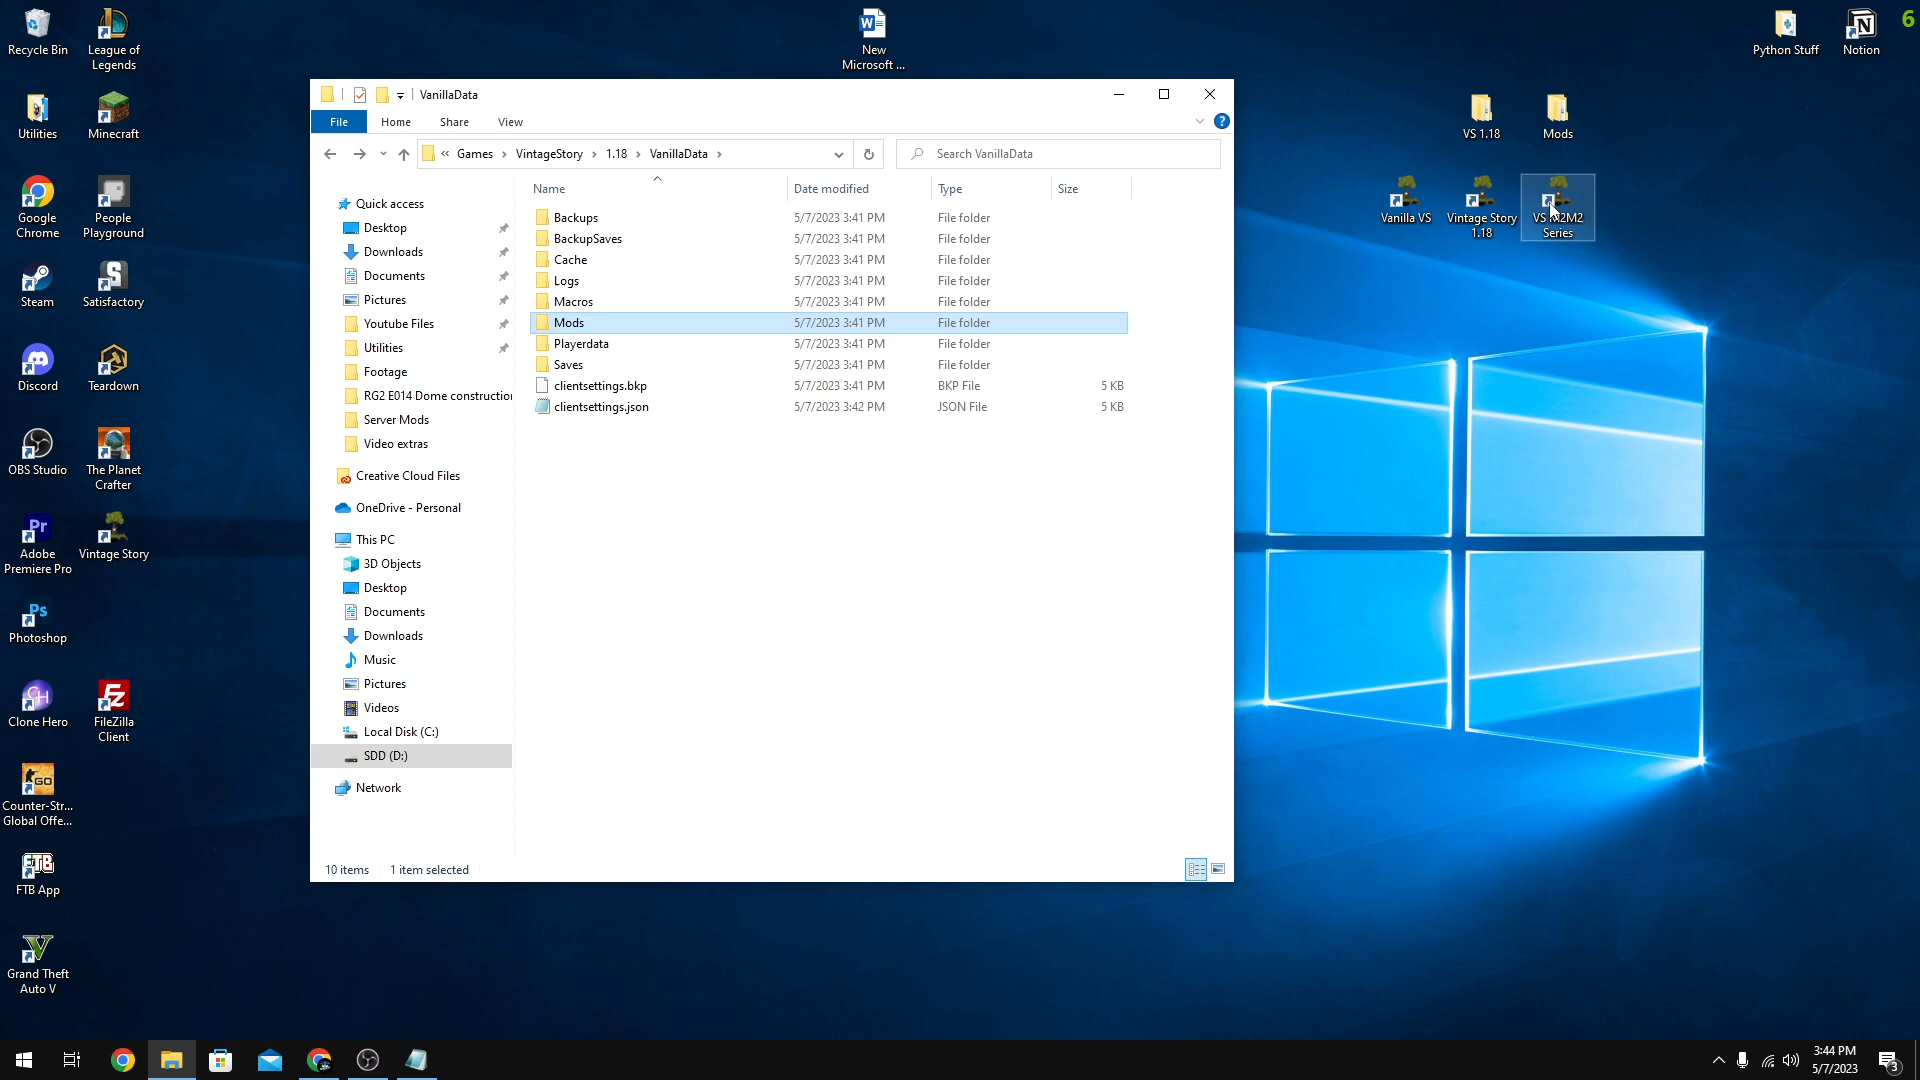 Recycle Bin
League of
Legends
Utilities
Minecraft
Google
Chrome
People
Playground
Steam
Satisfactory
Discord
Teardown
OBS Studio
The Planet
Crafter
Pr
Adobe
Premiere Pro
Vintage Story
Ps
Photoshop
Clone Hero
FileZilla
Client
Counter-Str...
Global Offe...
FTB
FTB App
Grand Theft
Auto V
New
Microsoft ...
Python Stuff
Notion
6
VS 1.18
Mods
Vanilla VS
Vintage Story
1.18
VS M2M2
Series
VanillaData
File
Home
Share
View
« Games › VintageStory › 1.18 › VanillaData ›
Search VanillaData
Quick access
Desktop
Downloads
Documents
Pictures
Youtube Files
Utilities
Footage
RG2 E014 Dome construction
Server Mods
Video extras
Creative Cloud Files
OneDrive - Personal
This PC
3D Objects
Desktop
Documents
Downloads
Music
Pictures
Videos
Local Disk (C:)
SDD (D:)
Network
Name Date modified Type Size
Backups 5/7/2023 3:41 PM File folder
BackupSaves 5/7/2023 3:41 PM File folder
Cache 5/7/2023 3:41 PM File folder
Logs 5/7/2023 3:41 PM File folder
Macros 5/7/2023 3:41 PM File folder
Mods 5/7/2023 3:41 PM File folder
Playerdata 5/7/2023 3:41 PM File folder
Saves 5/7/2023 3:41 PM File folder
clientsettings.bkp 5/7/2023 3:41 PM BKP File 5 KB
clientsettings.json 5/7/2023 3:42 PM JSON File 5 KB
10 items 1 item selected
3:44 PM
5/7/2023
3